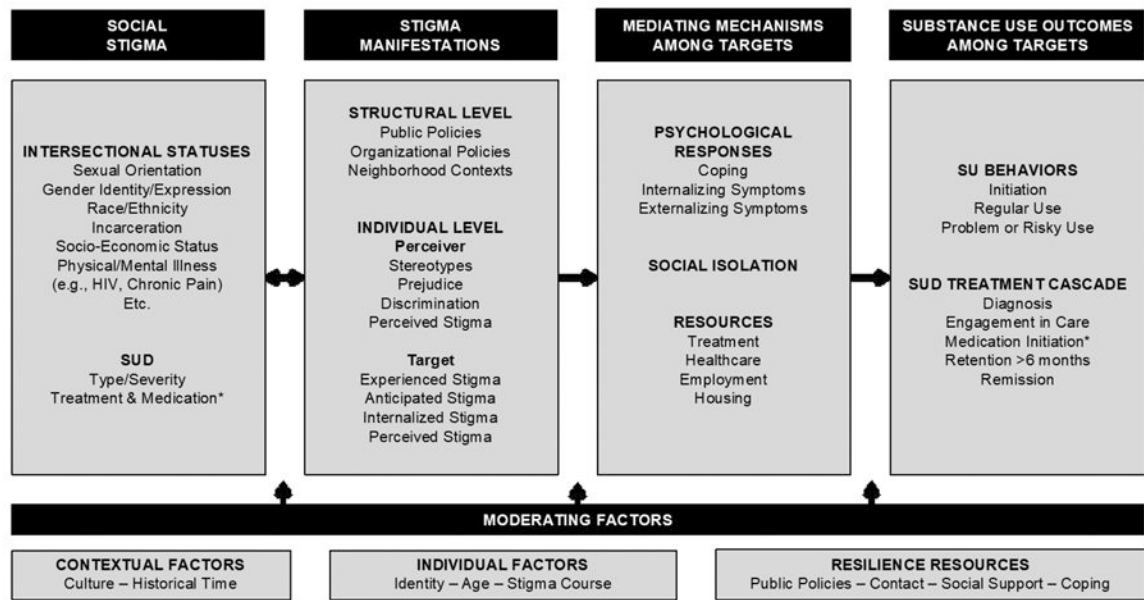 SOCIAL
STIGMA
INTERSECTIONAL STATUSES
Sexual Orientation
Gender Identity/Expression
Race/Ethnicity
Incarceration
Socio-Economic Status
Physical/Mental Illness
(e.g., HIV, Chronic Pain)
Etc.
SUD
Type/Severity
Treatment & Medication*
STIGMA
MANIFESTATIONS
STRUCTURAL LEVEL
Public Policies
Organizational Policies
Neighborhood Contexts
INDIVIDUAL LEVEL
Perceiver
Stereotypes
Prejudice
Discrimination
Perceived Stigma
Target
Experienced Stigma
Anticipated Stigma
Internalized Stigma
Perceived Stigma
MEDIATING MECHANISMS
AMONG TARGETS
PSYCHOLOGICAL
RESPONSES
Coping
Internalizing Symptoms
Externalizing Symptoms
SOCIAL ISOLATION
RESOURCES
Treatment
Healthcare
Employment
Housing
SUBSTANCE USE OUTCOMES
AMONG TARGETS
SU BEHAVIORS
Initiation
Regular Use
Problem or Risky Use
SUD TREATMENT CASCADE
Diagnosis
Engagement in Care
Medication Initiation*
Retention >6 months
Remission
MODERATING FACTORS
CONTEXTUAL FACTORS
Culture – Historical Time
INDIVIDUAL FACTORS
Identity – Age – Stigma Course
RESILIENCE RESOURCES
Public Policies – Contact – Social Support – Coping